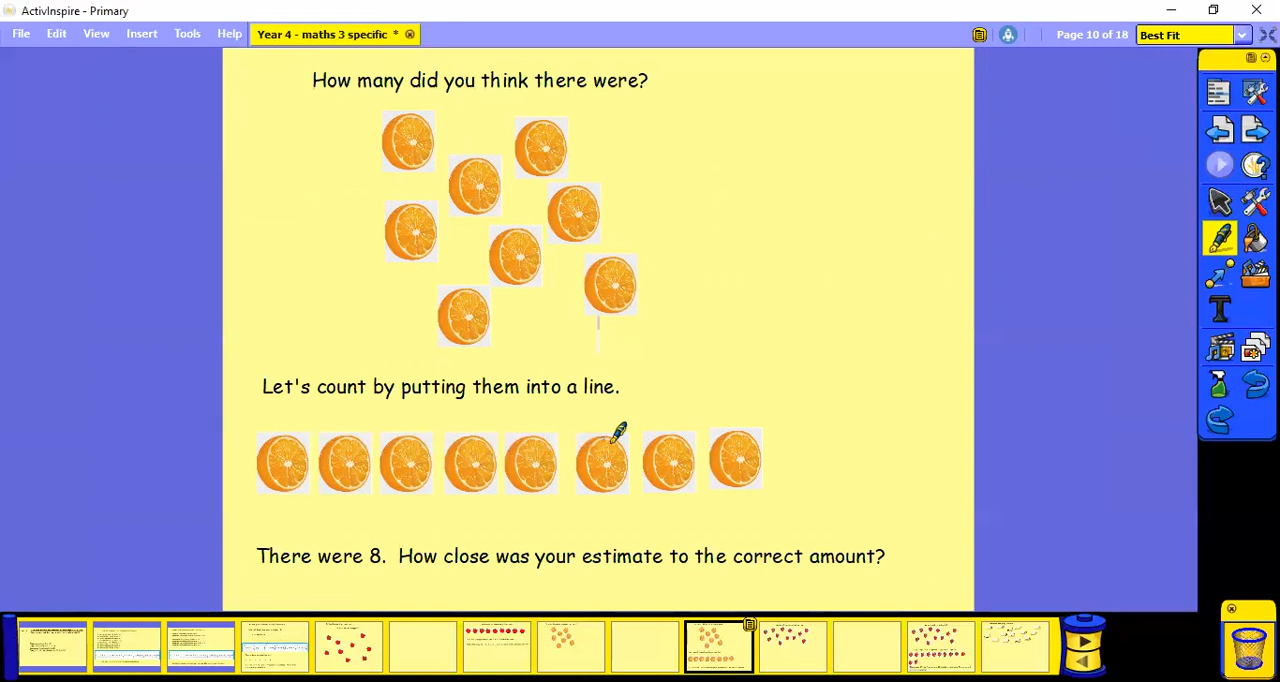 ActivInspire - Primary
File Edit View Insert Tools Help Year 4 - maths 3 specific * Page 10 of 18 Best Fit
How many did you think there were?
Let's count by putting them into a line.
There were 8. How close was your estimate to the correct amount?